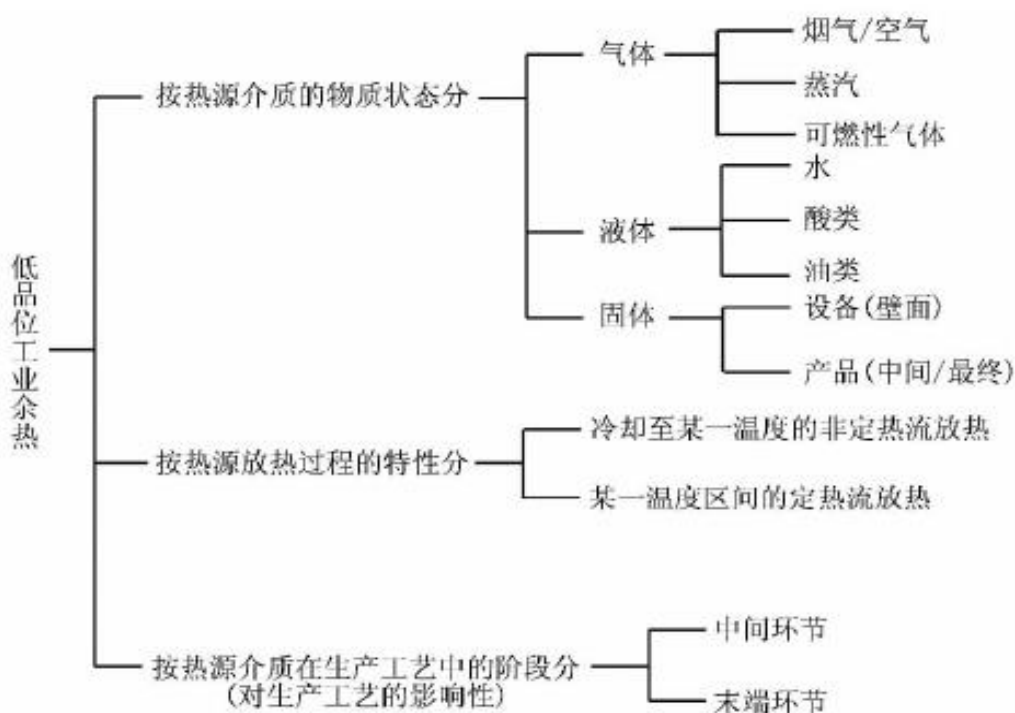 低品位工业余热
按热源介质的物质状态分
气体
烟气/空气
蒸汽
可燃性气体
液体
水
酸类
油类
固体
设备(壁面)
产品(中间/最终)
按热源放热过程的特性分
冷却至某一温度的非定热流放热
某一温度区间的定热流放热
按热源介质在生产工艺中的阶段分
(对生产工艺的影响性)
中间环节
末端环节